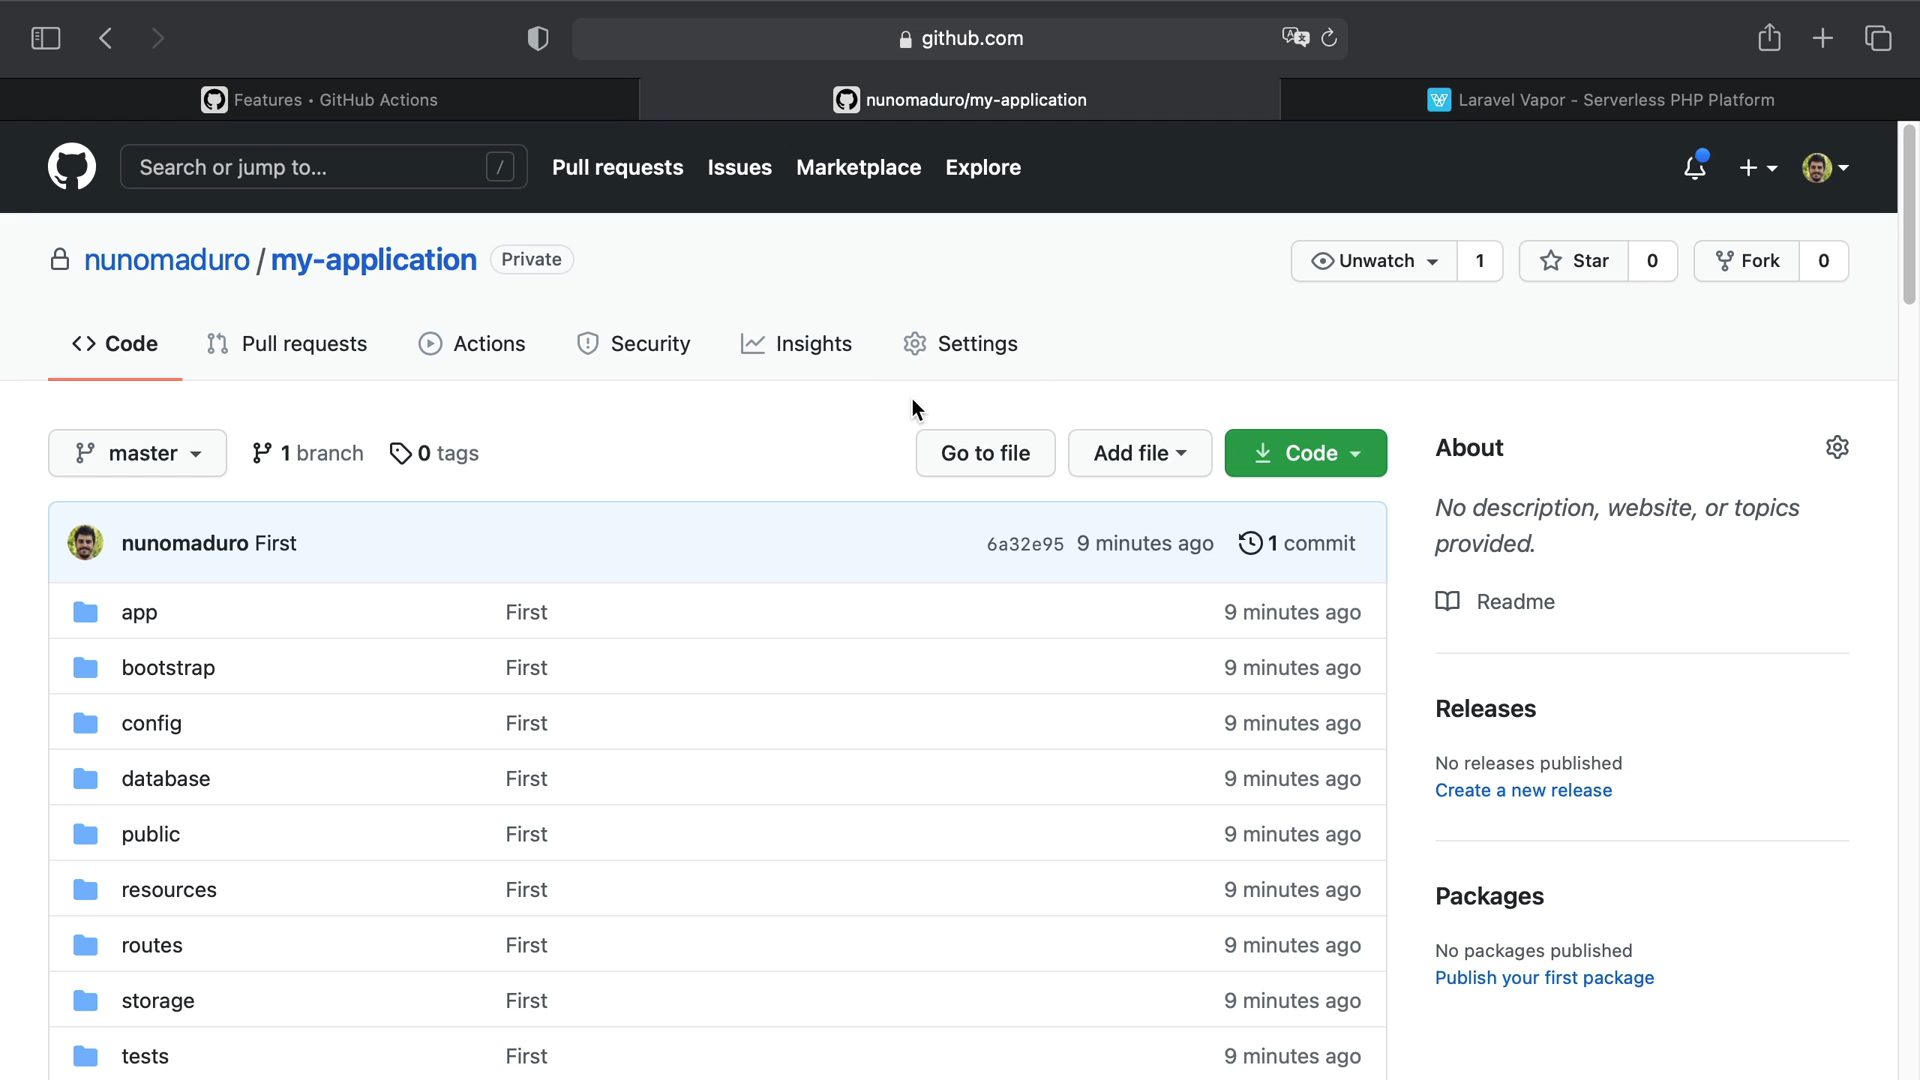 github.com
Features • GitHub Actions
nunomaduro/my-application
Laravel Vapor - Serverless PHP Platform
Search or jump to... /
Pull requests Issues Marketplace Explore
nunomaduro / my-application Private
Unwatch 1 Star 0 Fork 0
Code Pull requests Actions Security Insights Settings
master 1 branch 0 tags Go to file Add file Code
nunomaduro First 6a32e95 9 minutes ago 1 commit
app First 9 minutes ago
bootstrap First 9 minutes ago
config First 9 minutes ago
database First 9 minutes ago
public First 9 minutes ago
resources First 9 minutes ago
routes First 9 minutes ago
storage First 9 minutes ago
tests First 9 minutes ago
About
No description, website, or topics
provided.
Readme
Releases
No releases published
Create a new release
Packages
No packages published
Publish your first package